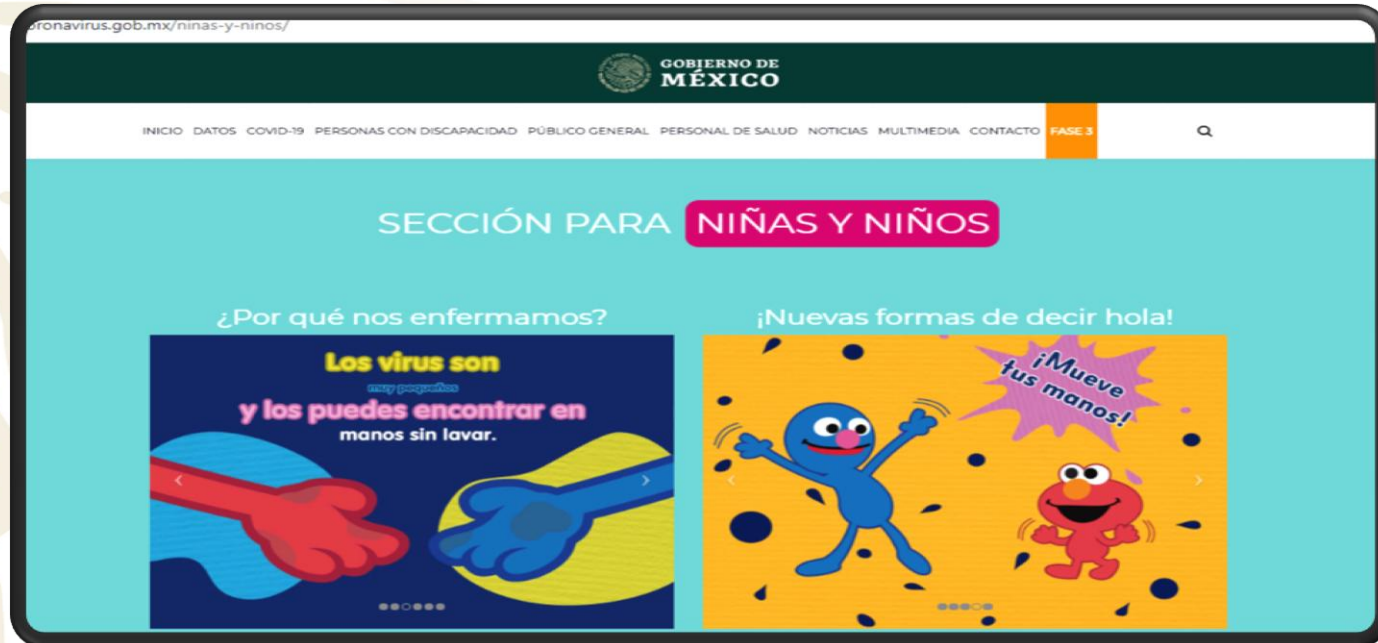 oronavirus.gob.mx/ninas-y-ninos/
GOBIERNO DE
MÉXICO
INICIO DATOS COVID-19 PERSONAS CON DISCAPACIDAD PÚBLICO GENERAL PERSONAL DE SALUD NOTICIAS MULTIMEDIA CONTACTO FASE 3
SECCIÓN PARA NIÑAS Y NIÑOS
¿Por qué nos enfermamos?
Los virus son
muy pequeños
y los puedes encontrar en
manos sin lavar.
¡Nuevas formas de decir hola!
¡Mueve
tus manos!